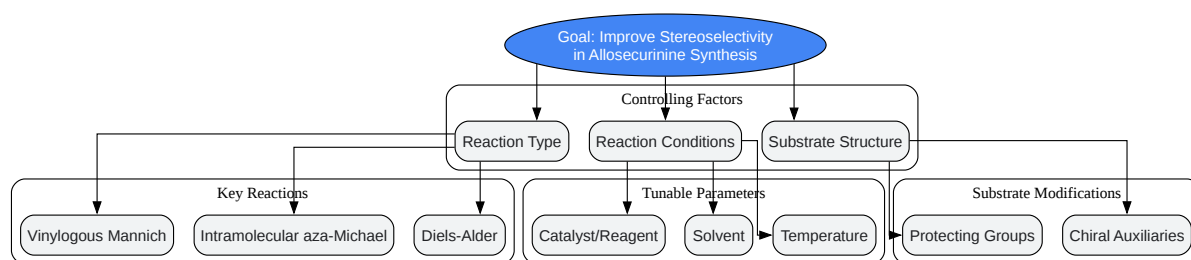 Goal: Improve Stereoselectivity
in Allosecurinine Synthesis
Controlling Factors
Reaction Type
Reaction Conditions
Substrate Structure
Key Reactions
Tunable Parameters
Substrate Modifications
Vinylogous Mannich
Intramolecular aza-Michael
Diels-Alder
Catalyst/Reagent
Solvent
Temperature
Protecting Groups
Chiral Auxiliaries